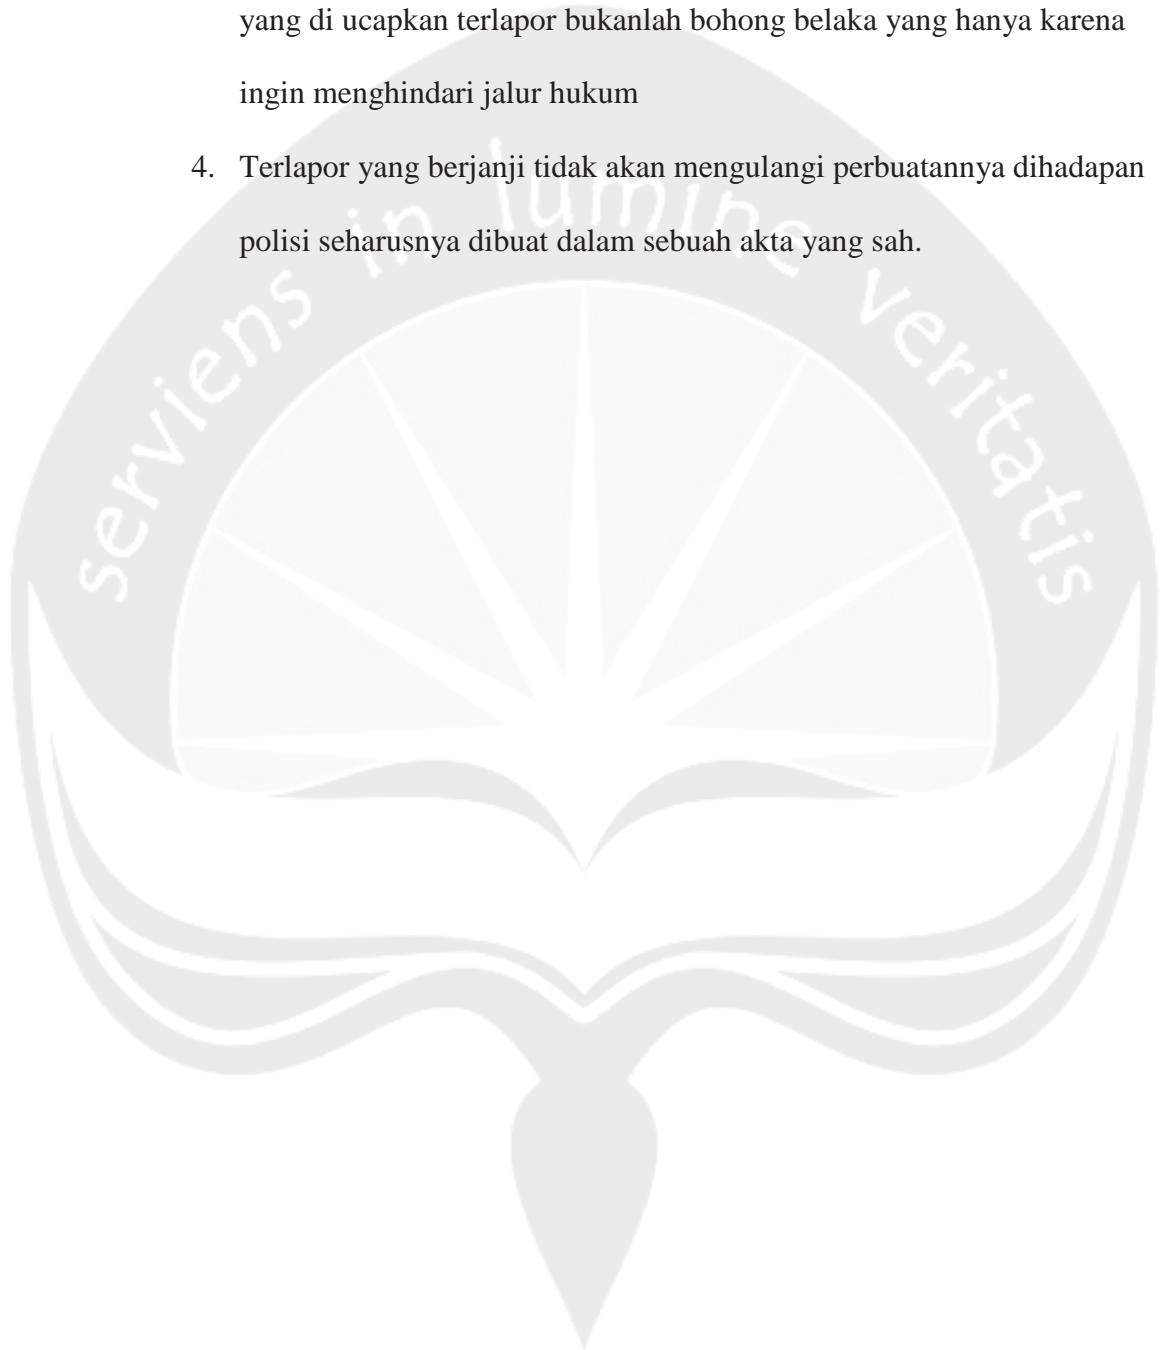 yang di ucapkan terlapor bukanlah bohong belaka yang hanya karena
ingin menghindari jalur hukum
4. Terlapor yang berjanji tidak akan mengulangi perbuatannya dihadapan
polisi seharusnya dibuat dalam sebuah akta yang sah.
serviens in lumine veritatis